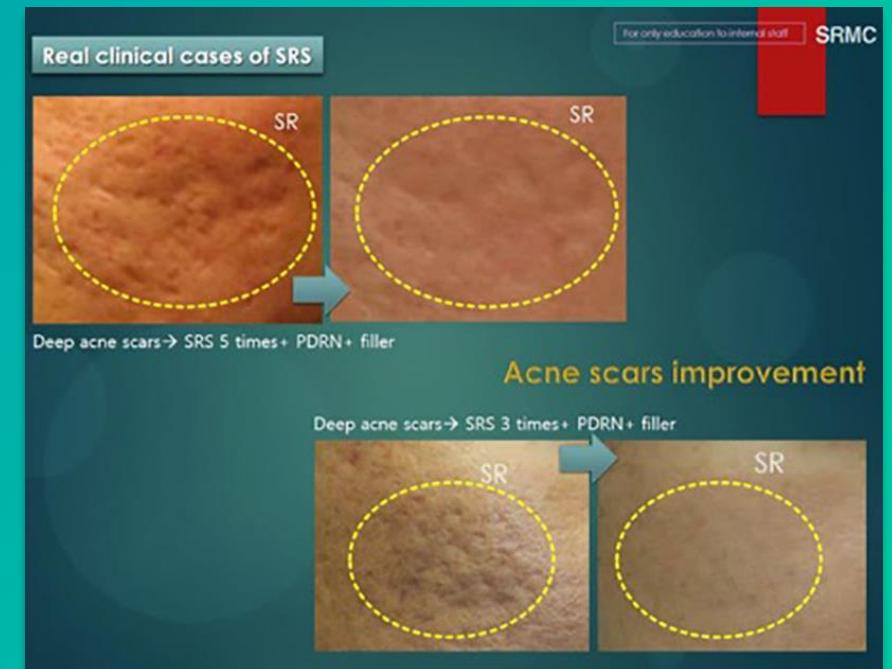 For only education to internal staff
SRMC
Real clinical cases of SRS
SR
SR
Deep acne scars→ SRS 5 times+ PDRN+ filler
Acne scars improvement
Deep acne scars→ SRS 3 times+ PDRN+ filler
SR
SR